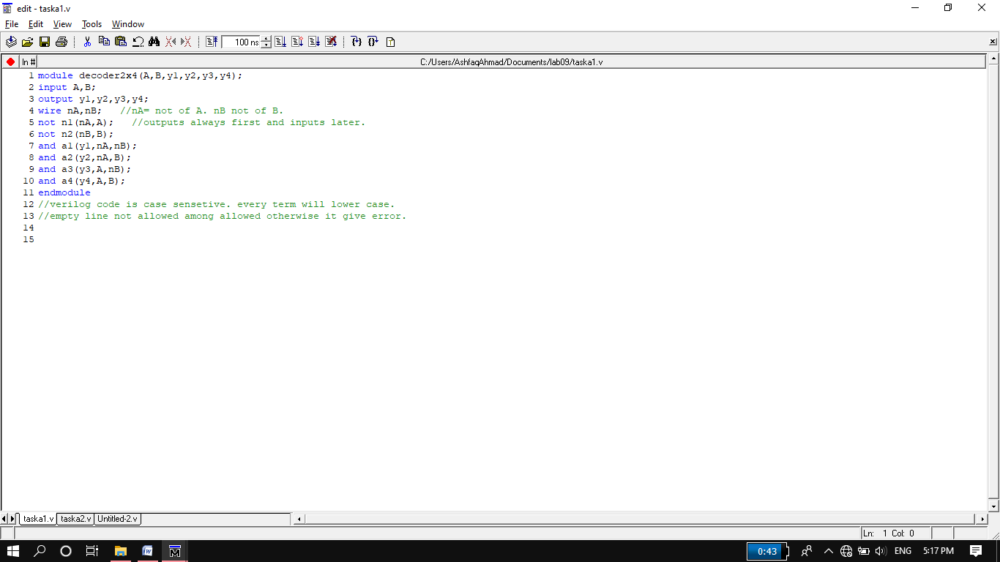 edit - taska1.v
File Edit View Tools Window
100 ns
ln # C:/Users/AshfaqAhmad/Documents/lab09/taska1.v
1 module decoder2x4(A,B,y1,y2,y3,y4);
2 input A,B;
3 output y1,y2,y3,y4;
4 wire nA,nB; //nA= not of A. nB not of B.
5 not n1(nA,A); //outputs always first and inputs later.
6 not n2(nB,B);
7 and a1(y1,nA,nB);
8 and a2(y2,nA,B);
9 and a3(y3,A,nB);
10 and a4(y4,A,B);
11 endmodule
12 //verilog code is case sensetive. every term will lower case.
13 //empty line not allowed among allowed otherwise it give error.
14
15
taska1.v taska2.v Untitled-2.v
Ln: 1 Col: 0
0:43 ENG 5:17 PM